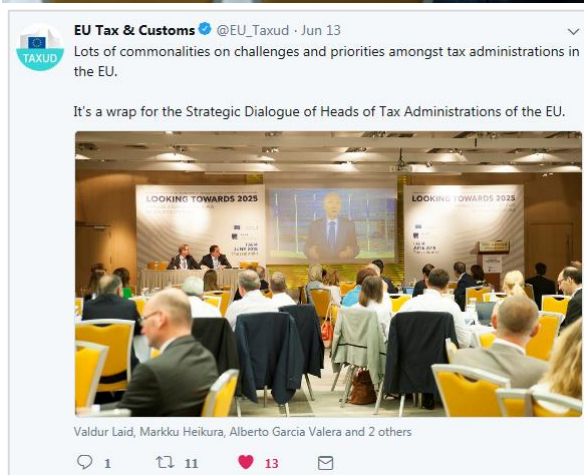 EU Tax & Customs @EU_Taxud · Jun 13
TAXUD
Lots of commonalities on challenges and priorities amongst tax administrations in
the EU.
It's a wrap for the Strategic Dialogue of Heads of Tax Administrations of the EU.
LOOKING TOWARDS 2025
LOOKING TOWARDS 2025
Valdur Laid, Markku Heikura, Alberto Garcia Valera and 2 others
1 11 13